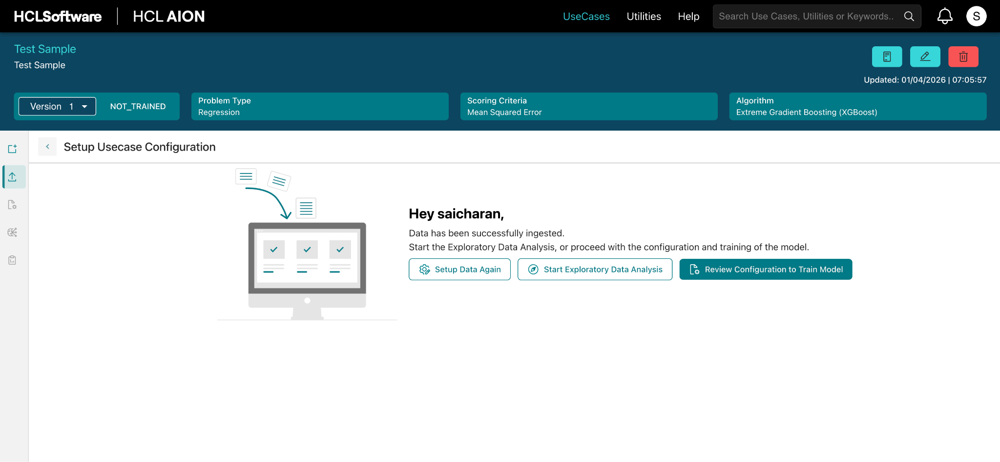 HCLSoftware
HCL AION
UseCases
Utilities
Help
Search Use Cases, Utilities or Keywords..
S
Test Sample
Test Sample
Updated: 01/04/2026 | 07:05:57
Version 1
NOT_TRAINED
Problem Type
Regression
Scoring Criteria
Mean Squared Error
Algorithm
Extreme Gradient Boosting (XGBoost)
Setup Usecase Configuration
Hey saicharan,
Data has been successfully ingested.
Start the Exploratory Data Analysis, or proceed with the configuration and training of the model.
Setup Data Again
Start Exploratory Data Analysis
Review Configuration to Train Model